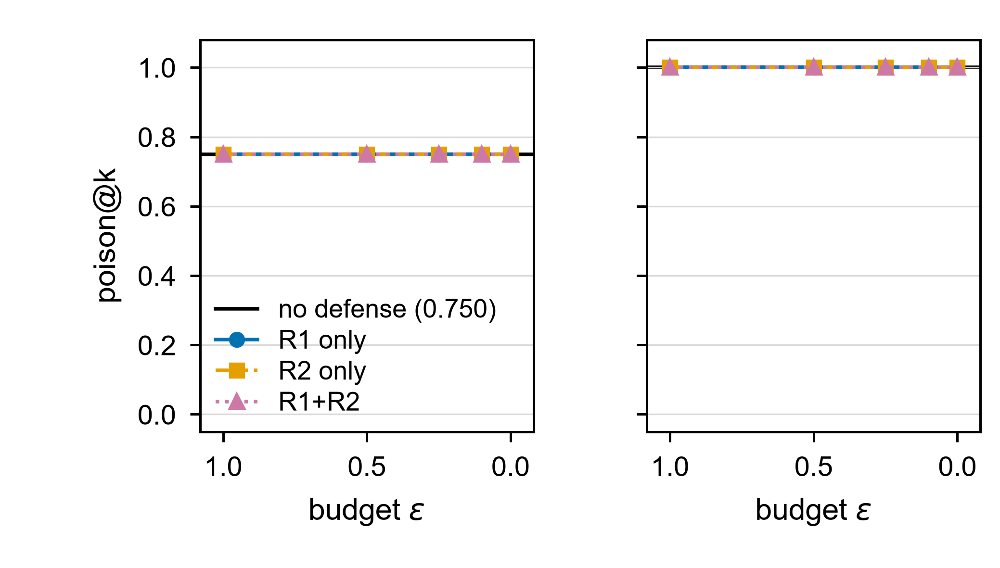 poison@k
1.0
0.8
0.6
0.4
0.2
0.0
no defense (0.750)
R1 only
R2 only
R1+R2
1.0 0.5 0.0
budget ε
1.0 0.5 0.0
budget ε